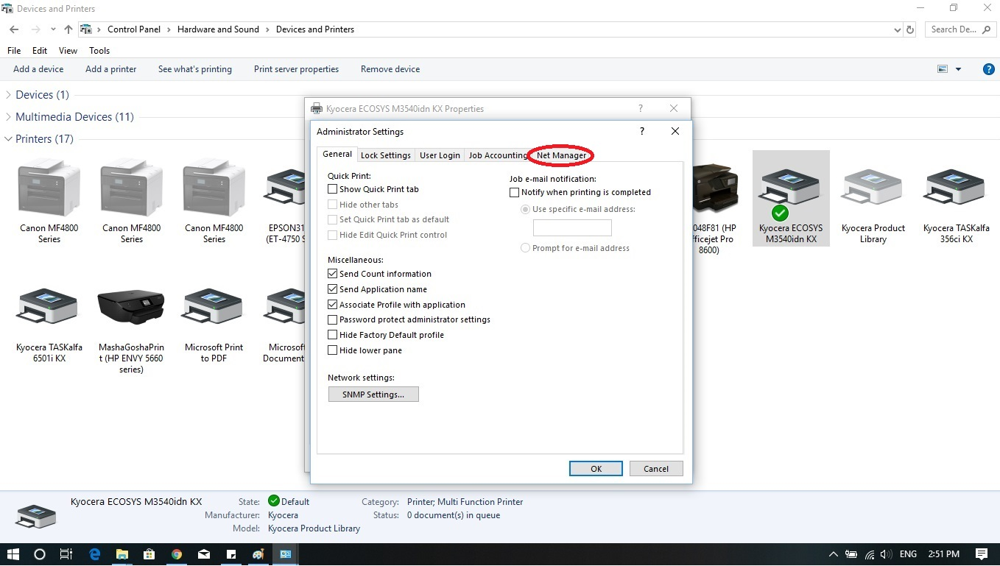 Devices and Printers
Control Panel > Hardware and Sound > Devices and Printers
Search De...
File Edit View Tools
Add a device Add a printer See what's printing Print server properties Remove device
Devices (1)
Multimedia Devices (11)
Printers (17)
Canon MF4800
Series
Canon MF4800
Series
Canon MF4800
Series
EPSON31
(ET-4750 S
Kyocera ECOSYS M3540idn KX Properties
?
Administrator Settings
?
General Lock Settings User Login Job Accounting Net Manager
Quick Print:
Show Quick Print tab
Hide other tabs
Set Quick Print tab as default
Hide Edit Quick Print control
Miscellaneous:
Send Count information
Send Application name
Associate Profile with application
Password protect administrator settings
Hide Factory Default profile
Hide lower pane
Network settings:
SNMP Settings...
Job e-mail notification:
Notify when printing is completed
Use specific e-mail address:
Prompt for e-mail address
OK Cancel
048F81 (HP
fficejet Pro
8600)
Kyocera ECOSYS
M3540idn KX
Kyocera Product
Library
Kyocera TASKalfa
356ci KX
Kyocera TASKalfa
6501i KX
MashaGoshaPrin
t (HP ENVY 5660
series)
Microsoft Print
to PDF
Microsoft
Document
Kyocera ECOSYS M3540idn KX
State: Default
Manufacturer: Kyocera
Model: Kyocera Product Library
Category: Printer; Multi Function Printer
Status: 0 document(s) in queue
ENG 2:51 PM